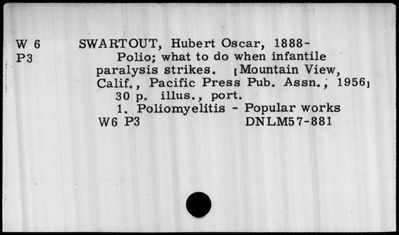 W 6 SWARTOUT, Hubert Oscar, 1888-
P3 Polio; what to do when infantile
paralysis strikes. [Mountain View,
Calif., Pacific Press Pub. Assn., 1956]
30 p. illus., port.
1. Poliomyelitis - Popular works
W6 P3 DNLM57-881